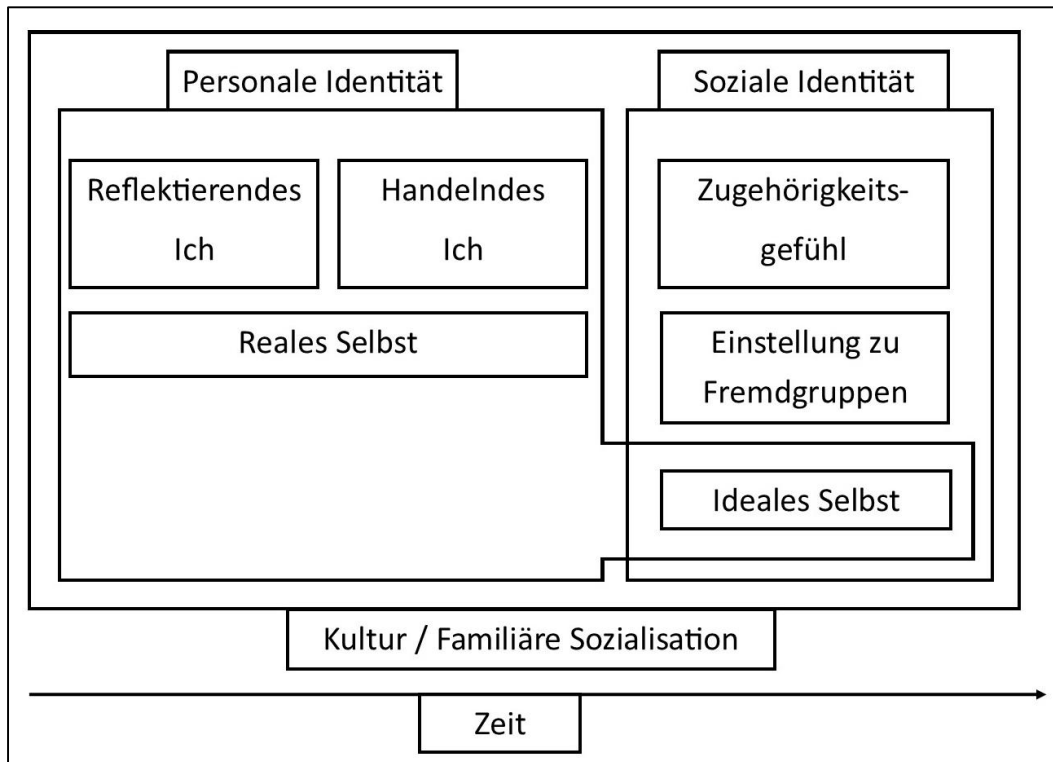 Personale Identität
Soziale Identität
Reflektierendes
Ich
Handelndes
Ich
Zugehörigkeits-
gefühl
Reales Selbst
Einstellung zu
Fremdgruppen
Ideales Selbst
Kultur / Familiäre Sozialisation
Zeit